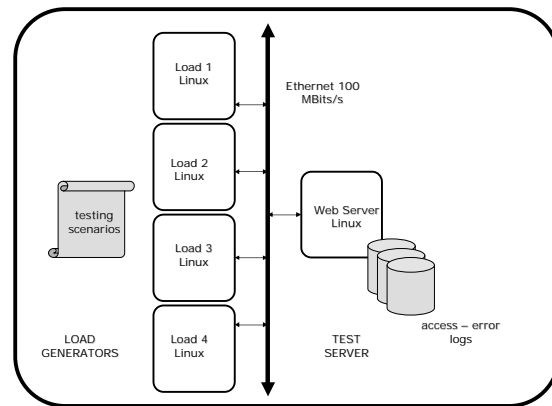 Load 1
Linux
Ethernet 100
MBits/s
Load 2
Linux
testing
scenarios
Web Server
Linux
Load 3
Linux
Load 4
Linux
LOAD
GENERATORS
TEST
SERVER
access – error
logs